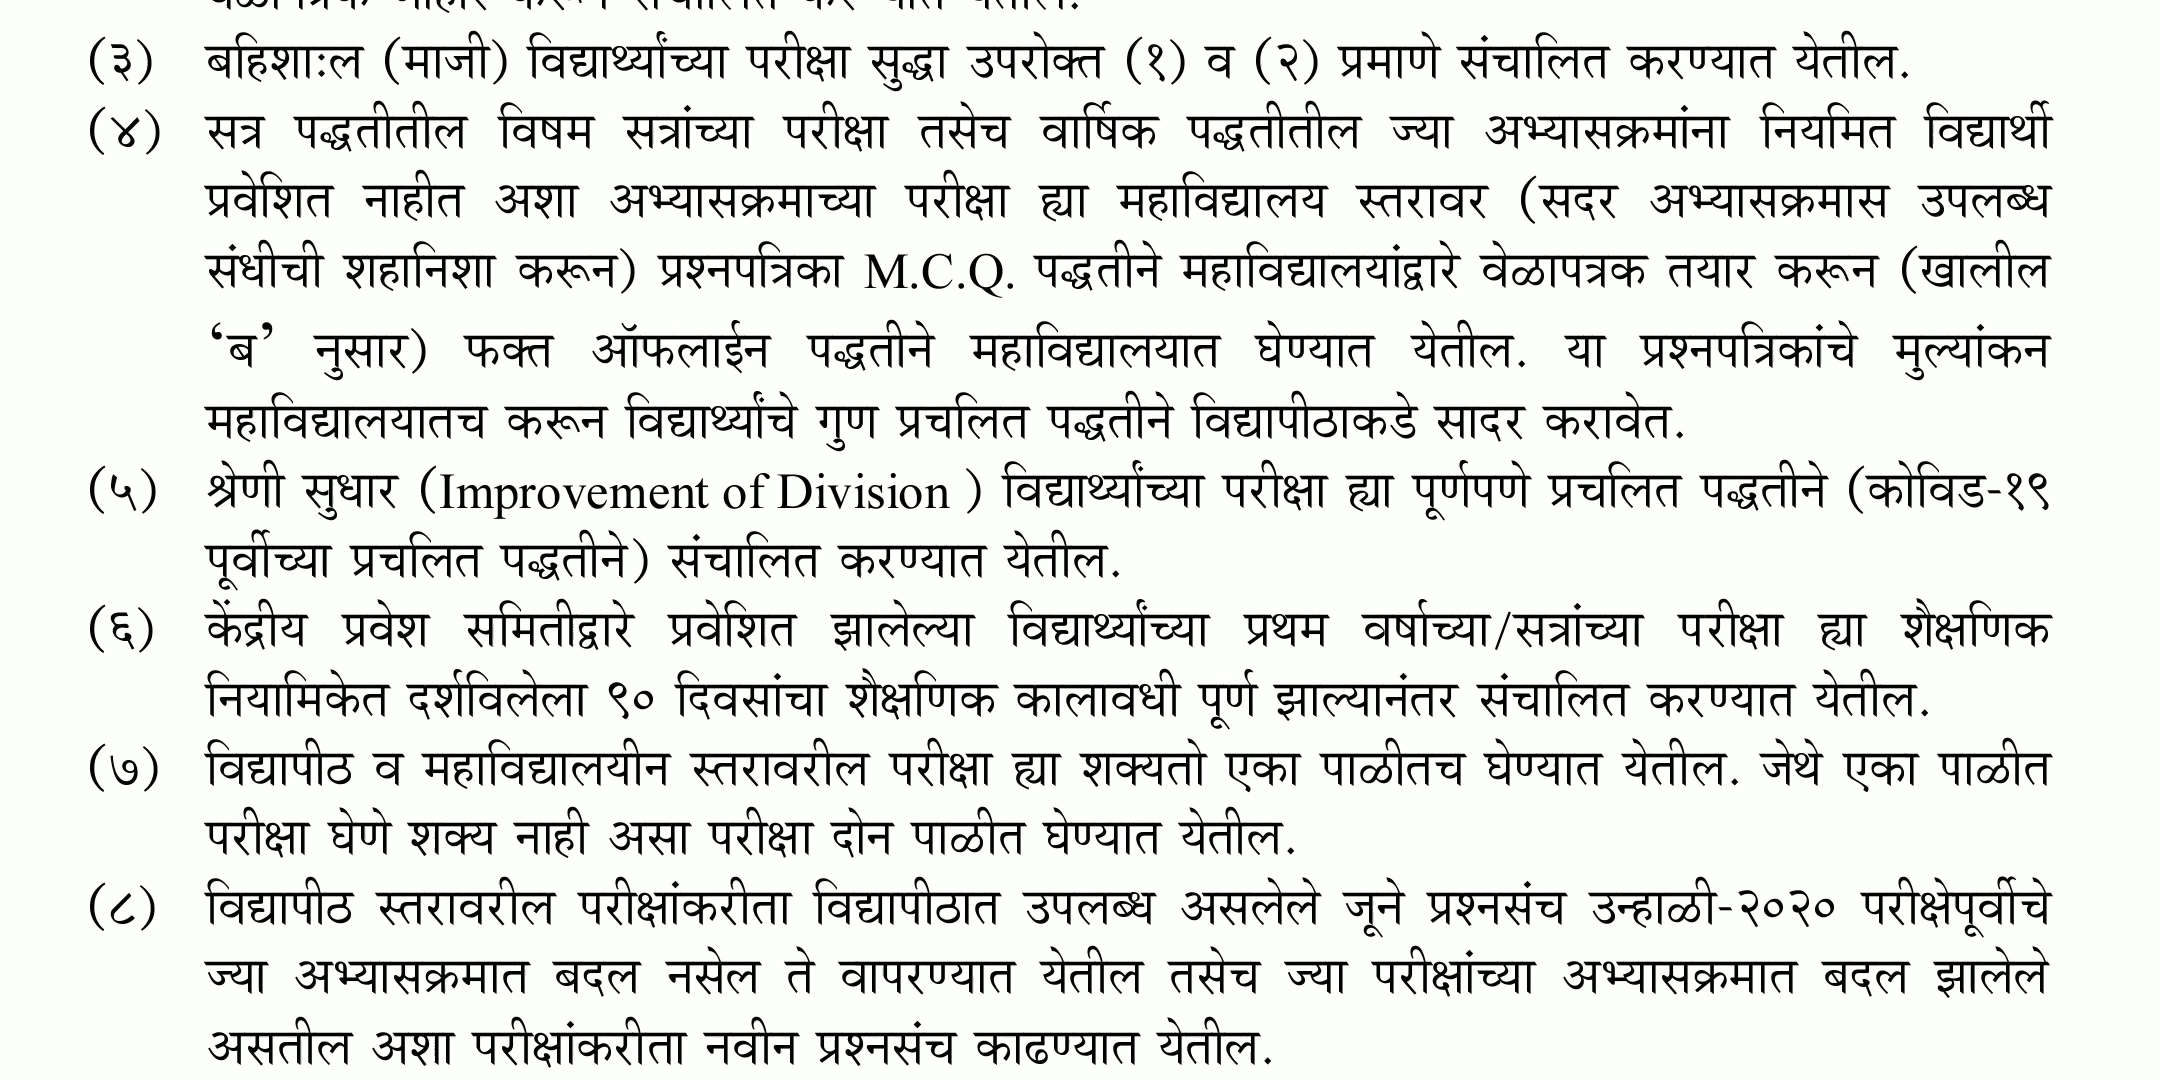 (३) बहिशाःल (माजी) विद्यार्थ्यांच्या परीक्षा सुद्धा उपरोक्त (१) व (२) प्रमाणे संचालित करण्यात येतील.
(४) सत्र पद्धतीतील विषम सत्रांच्या परीक्षा तसेच वार्षिक पद्धतीतील ज्या अभ्यासक्रमांना नियमित विद्यार्थी
प्रवेशित नाहीत अशा अभ्यासक्रमाच्या परीक्षा ह्या महाविद्यालय स्तरावर (सदर अभ्यासक्रमास उपलब्ध
संधीची शहानिशा करून) प्रश्नपत्रिका M.C.Q. पद्धतीने महाविद्यालयांद्वारे वेळापत्रक तयार करून (खालील
‘ब’ नुसार) फक्त ऑफलाईन पद्धतीने महाविद्यालयात घेण्यात येतील. या प्रश्नपत्रिकांचे मुल्यांकन
महाविद्यालयातच करून विद्यार्थ्यांचे गुण प्रचलित पद्धतीने विद्यापीठाकडे सादर करावेत.
(५) श्रेणी सुधार (Improvement of Division ) विद्यार्थ्यांच्या परीक्षा ह्या पूर्णपणे प्रचलित पद्धतीने (कोविड-१९
पूर्वीच्या प्रचलित पद्धतीने) संचालित करण्यात येतील.
(६) केंद्रीय प्रवेश समितीद्वारे प्रवेशित झालेल्या विद्यार्थ्यांच्या प्रथम वर्षाच्या/सत्रांच्या परीक्षा ह्या शैक्षणिक
नियामिकेत दर्शविलेला ९० दिवसांचा शैक्षणिक कालावधी पूर्ण झाल्यानंतर संचालित करण्यात येतील.
(७) विद्यापीठ व महाविद्यालयीन स्तरावरील परीक्षा ह्या शक्यतो एका पाळीतच घेण्यात येतील. जेथे एका पाळीत
परीक्षा घेणे शक्य नाही असा परीक्षा दोन पाळीत घेण्यात येतील.
(८) विद्यापीठ स्तरावरील परीक्षांकरीता विद्यापीठात उपलब्ध असलेले जूने प्रश्नसंच उन्हाळी-२०२० परीक्षेपूर्वीचे
ज्या अभ्यासक्रमात बदल नसेल ते वापरण्यात येतील तसेच ज्या परीक्षांच्या अभ्यासक्रमात बदल झालेले
असतील अशा परीक्षांकरीता नवीन प्रश्नसंच काढण्यात येतील.